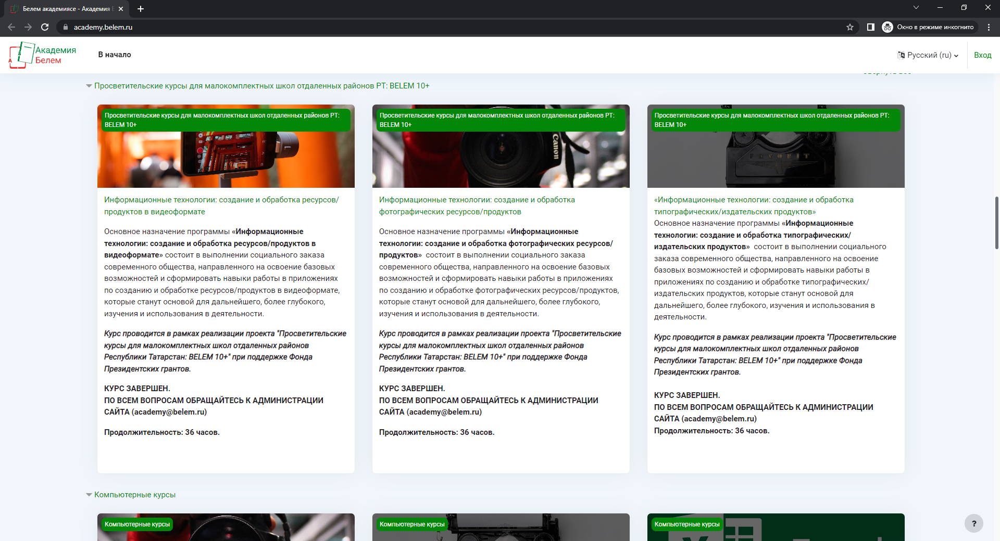 Белем академиясе - Академия
academy.belem.ru
Окно в режиме инкогнито
Академия
Белем
А
Б
В начало
Русский (ru)
Вход
Просветительские курсы для малокомплектных школ отдаленных районов РТ: BELEM 10+
Просветительские курсы для малокомплектных школ отдаленных районов РТ:
BELEM 10+
Информационные технологии: создание и обработка ресурсов/
продуктов в видеоформате
Основное назначение программы «Информационные
технологии: создание и обработка ресурсов/продуктов в
видеоформате» состоит в выполнении социального заказа
современного общества, направленного на освоение базовых
возможностей и сформировать навыки работы в приложениях
по созданию и обработке ресурсов/продуктов в видеоформате,
которые станут основой для дальнейшего, более глубокого,
изучения и использования в деятельности.
Курс проводится в рамках реализации проекта "Просветительские
курсы для малокомплектных школ отдаленных районов
Республики Татарстан: BELEM 10+" при поддержке Фонда
Президентских грантов.
КУРС ЗАВЕРШЕН.
ПО ВСЕМ ВОПРОСАМ ОБРАЩАЙТЕСЬ К АДМИНИСТРАЦИИ
САЙТА (academy@belem.ru)
Продолжительность: 36 часов.
Просветительские курсы для малокомплектных школ отдаленных районов РТ:
BELEM 10+
Canon
Информационные технологии: создание и обработка
фотографических ресурсов/продуктов
Основное назначение программы «Информационные
технологии: создание и обработка фотографических ресурсов/
продуктов» состоит в выполнении социального заказа
современного общества, направленного на освоение базовых
возможностей и сформировать навыки работы в приложениях
по созданию и обработке фотографических ресурсов/продуктов,
которые станут основой для дальнейшего, более глубокого,
изучения и использования в деятельности.
Курс проводится в рамках реализации проекта "Просветительские
курсы для малокомплектных школ отдаленных районов
Республики Татарстан: BELEM 10+" при поддержке Фонда
Президентских грантов.
КУРС ЗАВЕРШЕН.
ПО ВСЕМ ВОПРОСАМ ОБРАЩАЙТЕСЬ К АДМИНИСТРАЦИИ
САЙТА (academy@belem.ru)
Продолжительность: 36 часов.
Просветительские курсы для малокомплектных школ отдаленных районов РТ:
BELEM 10+
FAVORIT
«Информационные технологии: создание и обработка
типографических/издательских продуктов»
Основное назначение программы «Информационные
технологии: создание и обработка типографических/
издательских продуктов» состоит в выполнении социального
заказа современного общества, направленного на освоение
базовых возможностей и сформировать навыки работы в
приложениях по созданию и обработке типографических/
издательских продуктов, которые станут основой для
дальнейшего, более глубокого, изучения и использования в
деятельности.
Курс проводится в рамках реализации проекта "Просветительские
курсы для малокомплектных школ отдаленных районов
Республики Татарстан: BELEM 10+" при поддержке Фонда
Президентских грантов.
КУРС ЗАВЕРШЕН.
ПО ВСЕМ ВОПРОСАМ ОБРАЩАЙТЕСЬ К АДМИНИСТРАЦИИ
САЙТА (academy@belem.ru)
Продолжительность: 36 часов.
Компьютерные курсы
Компьютерные курсы
Компьютерные курсы
Компьютерные курсы
?